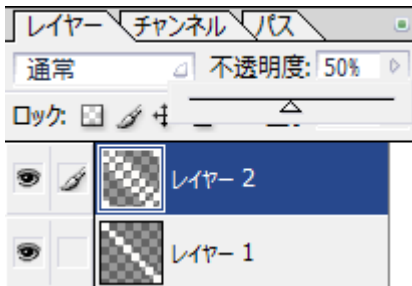 レイヤー チャンネル パス
通常 不透明度: 50%
ロック:
レイヤー 2
レイヤー 1